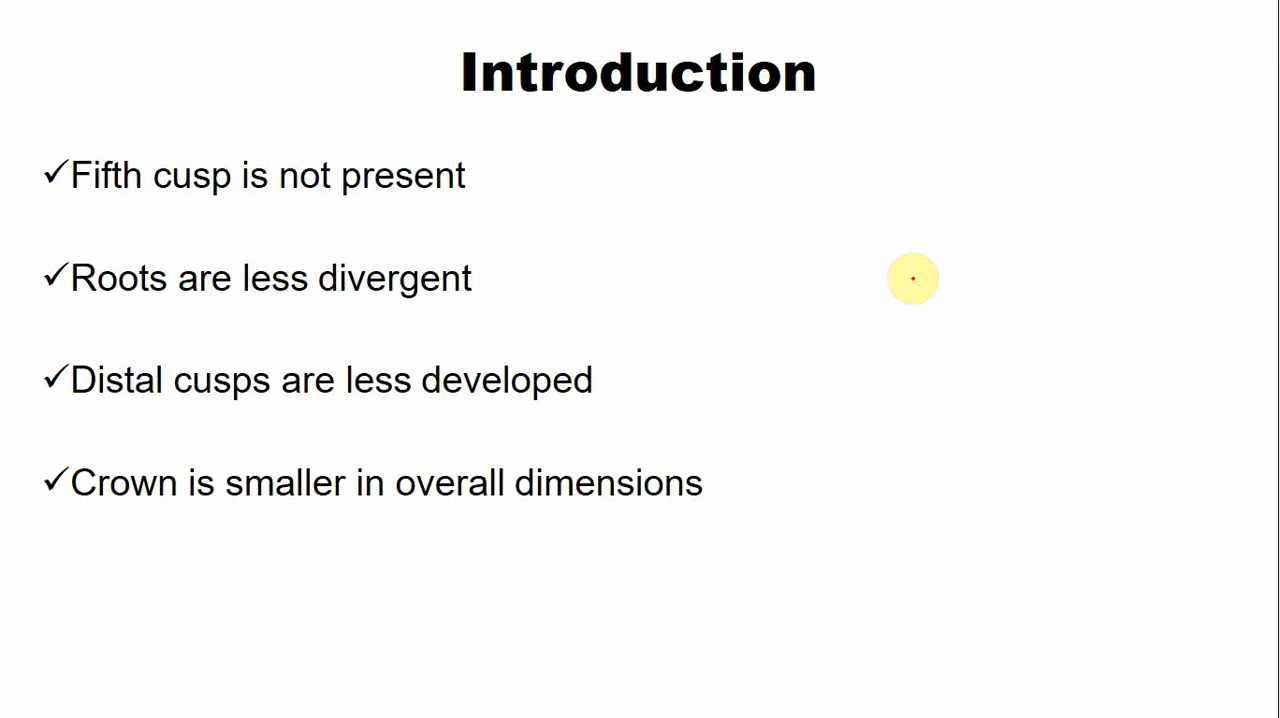 Introduction
✓Fifth cusp is not present
✓Roots are less divergent
✓Distal cusps are less developed
✓Crown is smaller in overall dimensions